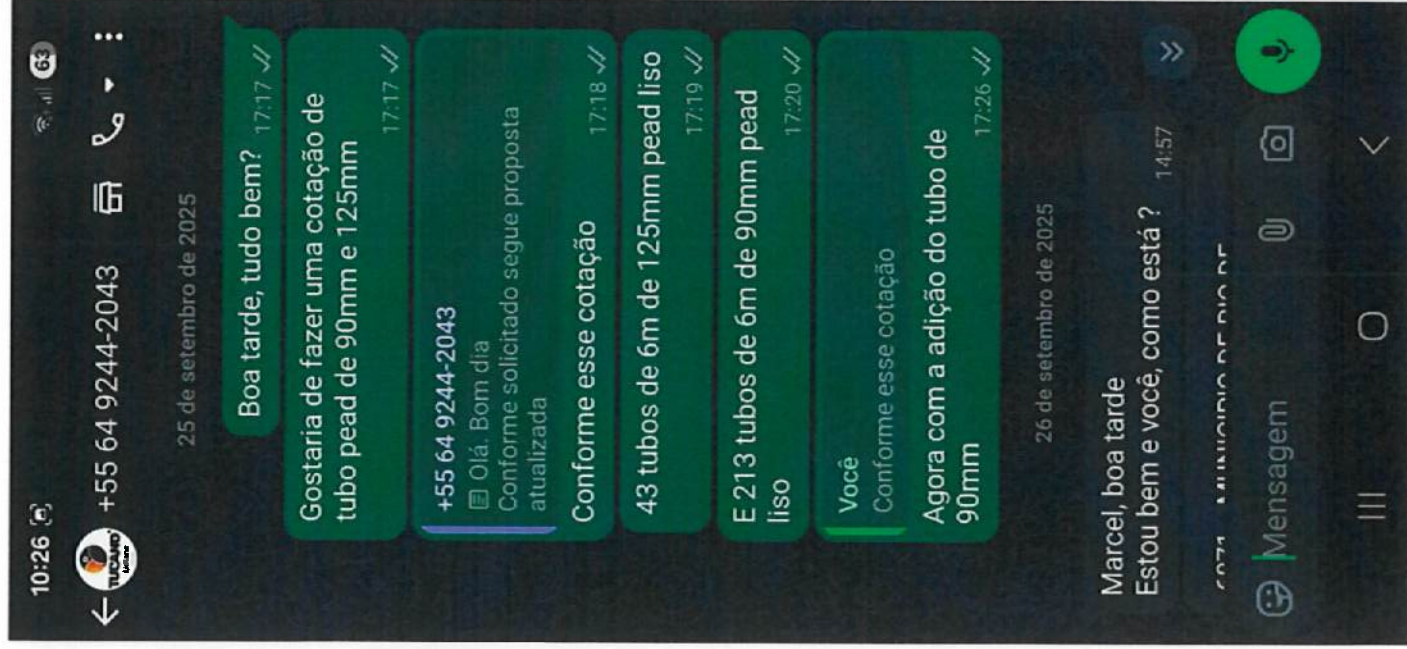 10:26
63
+55 64 9244-2043
TUCANO
25 de setembro de 2025
Boa tarde, tudo bem?
17:17
Gostaria de fazer uma cotação de
tubo pead de 90mm e 125mm
17:17
+55 64 9244-2043
Olá. Bom dia
Conforme solicitado segue proposta
atualizada
Conforme esse cotação
17:18
43 tubos de 6m de 125mm pead liso
17:19
E 213 tubos de 6m de 90mm pead
liso
17:20
Você
Conforme esse cotação
Agora com a adição do tubo de
90mm
17:26
26 de setembro de 2025
Marcel, boa tarde
Estou bem e você, como está ?
14:57
Mensagem